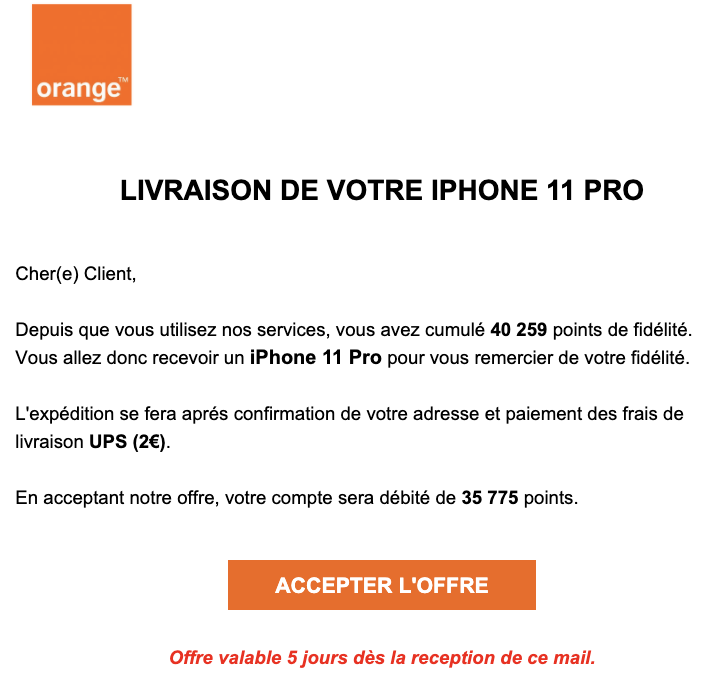 orange™
LIVRAISON DE VOTRE IPHONE 11 PRO
Cher(e) Client,
Depuis que vous utilisez nos services, vous avez cumulé 40 259 points de fidélité.
Vous allez donc recevoir un iPhone 11 Pro pour vous remercier de votre fidélité.
L'expédition se fera aprés confirmation de votre adresse et paiement des frais de
livraison UPS (2€).
En acceptant notre offre, votre compte sera débité de 35 775 points.
ACCEPTER L'OFFRE
Offre valable 5 jours dès la reception de ce mail.